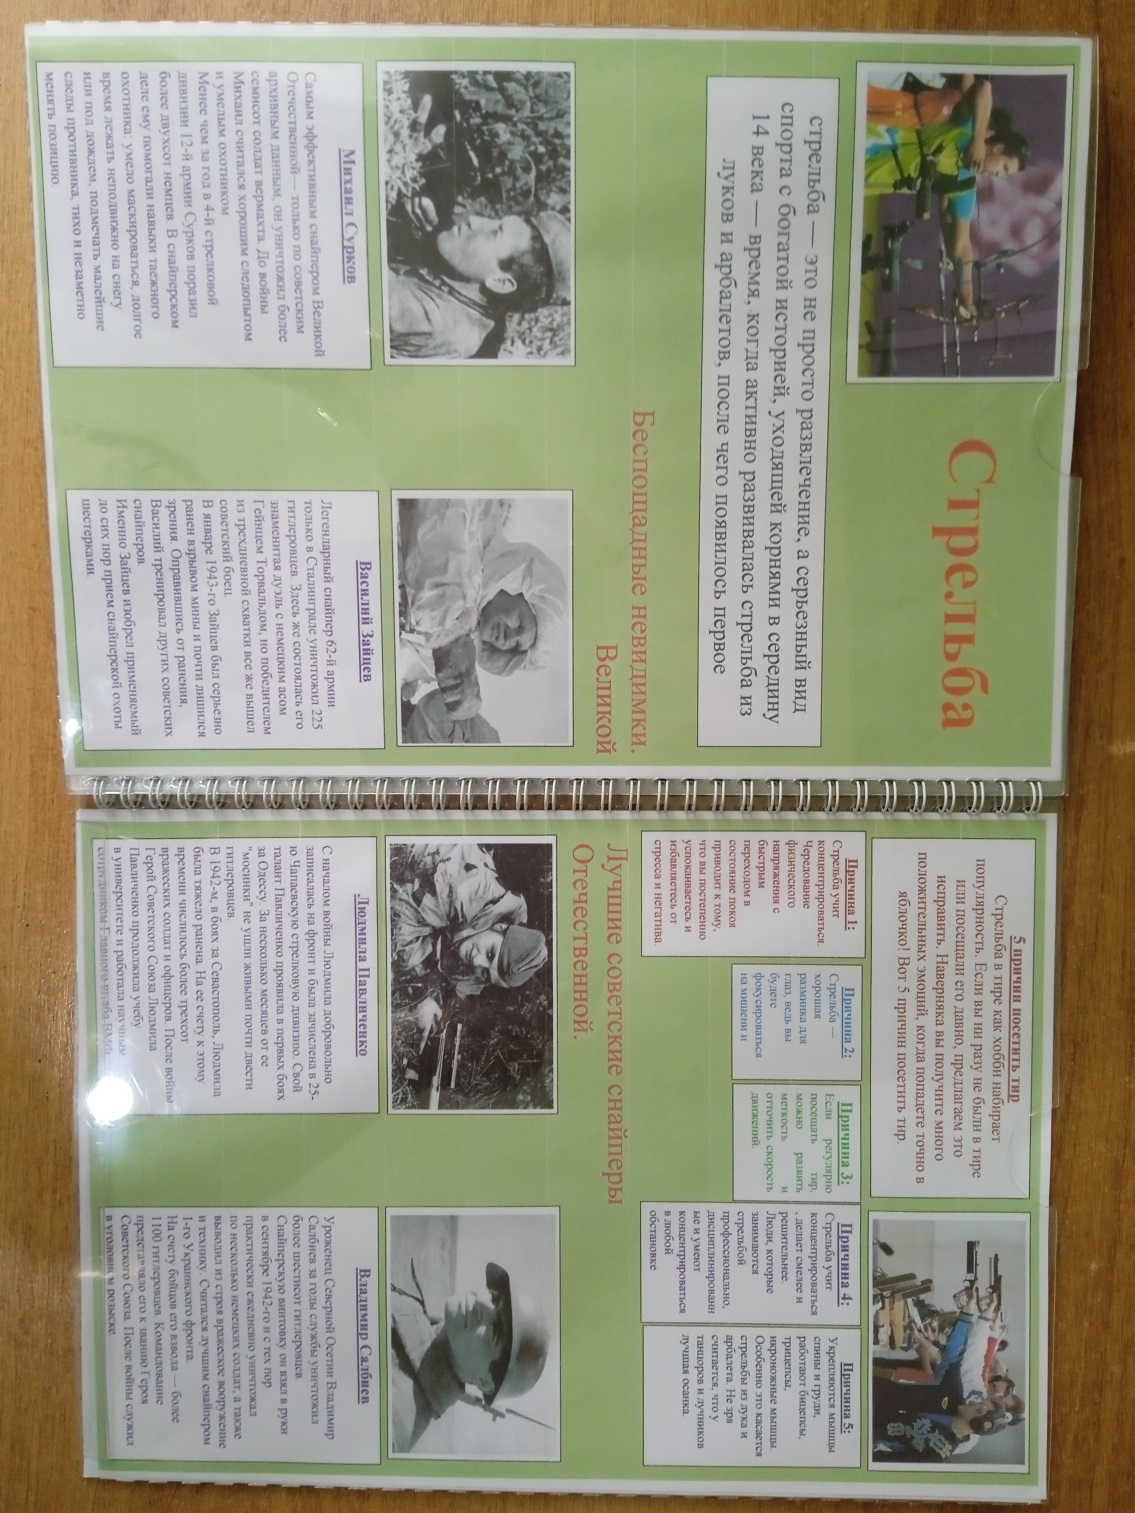 Стрельба
стрельба — это не просто развлечение, а серьезный вид
спорта с богатой историей, уходящей корнями в середину
14 века — время, когда активно развивалась стрельба из
луков и арбалетов, после чего появилось первое
Беспощадные невидимки.
Великой
Михаил Сурков
Самым эффективным снайпером Великой
Отечественной— только по советским
архивным данным, он уничтожил более
семисот солдат вермахта. До войны
Михаил считался хорошим следопытом
и умелым охотником
Менее чем за год в 4-й стрелковой
дивизии 12-й армии Сурков поразил
более двухсот немцев. В снайперском
деле ему помогали навыки таежного
охотника: умело маскироваться, долгое
время лежать неподвижно на снегу
или под дождем, подмечать малейшие
следы противника, тихо и незаметно
менять позицию.
Василий Зайцев
Легендарный снайпер 62-й армии
только в Сталинграде уничтожил 225
гитлеровцев. Здесь же состоялась его
знаменитая дуэль с немецким асом
Гейнцем Торвальдом, но победителем
из трехдневной схватки все же вышел
советский боец.
В январе 1943-го Зайцев был серьезно
ранен взрывом мины и почти лишился
зрения. Оправившись от ранения,
Василий тренировал других советских
снайперов.
Именно Зайцев изобрел применяемый
до сих пор прием снайперской охоты
шестерками.
5 причин посетить тир
Стрельба в тире как хобби набирает
популярность. Если вы ни разу не были в тире
или посещали его давно, предлагаем это
исправить. Наверняка вы получите много
положительных эмоций, когда попадете точно в
яблочко! Вот 5 причин посетить тир.
Причина 1:
Стрельба учит
концентрироваться.
Чередование
физического
напряжения с
быстрым
переходом в
состояние покоя
приводит к тому,
что вы постепенно
успокаиваетесь и
избавляетесь от
стресса и негатива
Причина 2:
Стрельба —
хорошая
разминка для
глаз, ведь вы
будете
фокусироваться
на мишени и
Причина 3:
Если регулярно
посещать тир,
можно развить
меткость и
отточить скорость
движений.
Причина 4:
Стрельба учит
концентрироваться
, делает смелее и
решительнее.
Люди, которые
занимаются
стрельбой
профессионально,
дисциплинированн
ые и умеют
концентрироваться
в любой
обстановке
Причина 5:
Укрепляются мышцы
спины и груди,
работают бицепсы,
трицепсы,
икроножные мышцы.
Особенно это касается
стрельбы из лука и
арбалета. Не зря
считается, что у
танцоров и лучников
лучшая осанка.
Лучшие советские снайперы
Отечественной.
Людмила Павличенко
С началом войны Людмила добровольно
записалась на фронт и была зачислена в 25-
ю Чапаевскую стрелковую дивизию. Свой
талант Павличенко проявила в первых боях
за Одессу. За несколько месяцев от ее
"мосинки" не ушли живыми почти двести
гитлеровцев.
В 1942-м, в боях за Севастополь, Людмила
была тяжело ранена. На ее счету к этому
времени числилось более трехсот
вражеских солдат и офицеров. После войны
Герой Советского Союза Людмила
Павличенко продолжила учебу
в университете и работала научным
сотрудником Главного штаба ВМФ.
Владимир Салбиев
Уроженец Северной Осетии Владимир
Салбиев за годы службы уничтожил
более шестисот гитлеровцев.
Снайперскую винтовку он взял в руки
в сентябре 1942-го и с тех пор
практически ежедневно уничтожал
по несколько немецких солдат, а также
выводил из строя вражеское вооружение
и технику. Считался лучшим снайпером
1-го Украинского фронта.
На счету бойцов его взвода — более
1100 гитлеровцев. Командование
его к званию Героя
Советского Союза. После войны служил
в уголовном розыске.